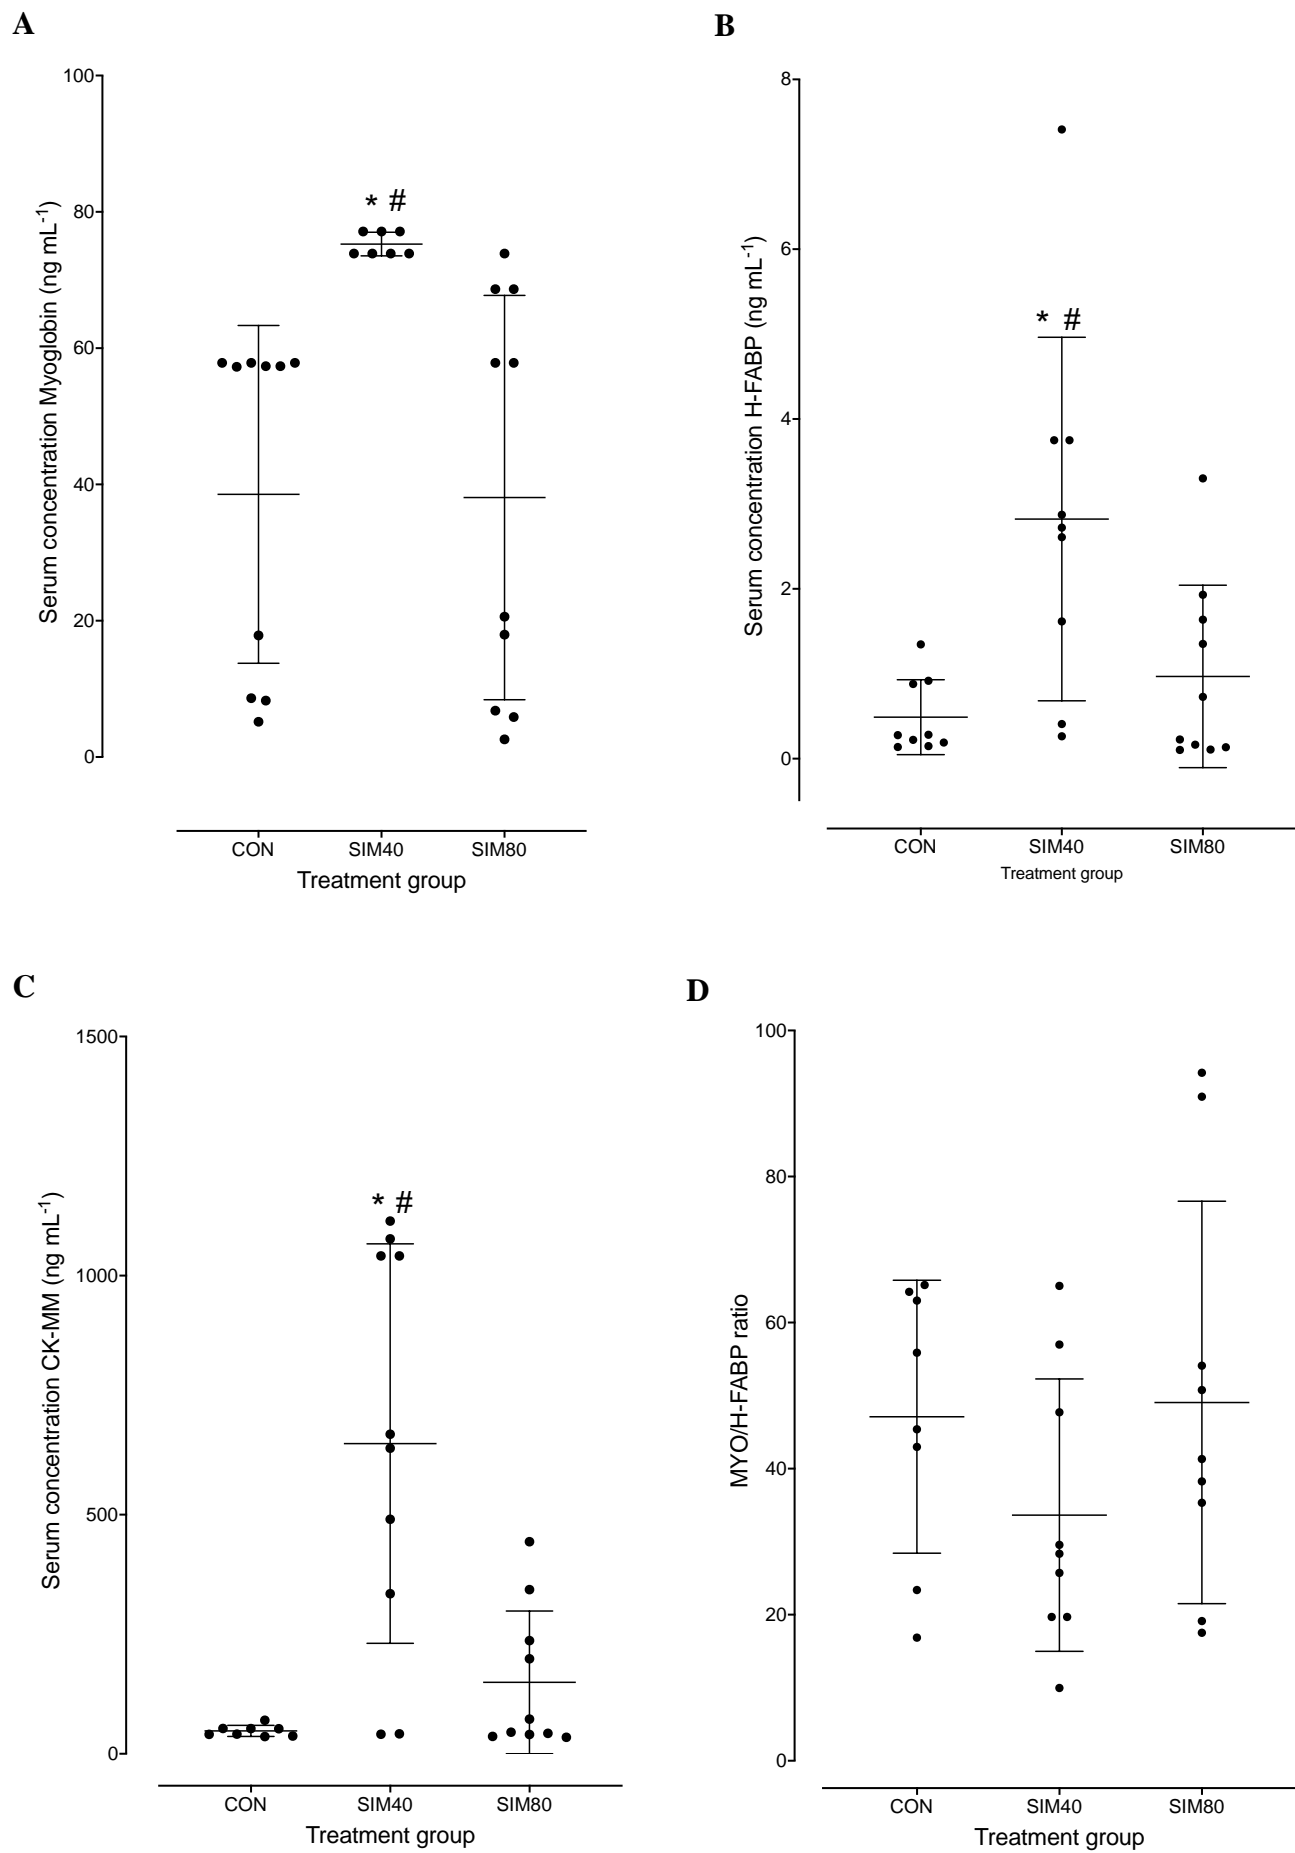 A
Serum concentration Myoglobin (ng mL-1)
100
80
60
40
20
0
* #
CON SIM40 SIM80
Treatment group
B
Serum concentration H-FABP (ng mL-1)
8
6
4
2
0
* #
CON SIM40 SIM80
Treatment group
C
Serum concentration CK-MM (ng mL-1)
1500
1000
500
0
* #
CON SIM40 SIM80
Treatment group
D
MYO/H-FABP ratio
100
80
60
40
20
0
CON SIM40 SIM80
Treatment group